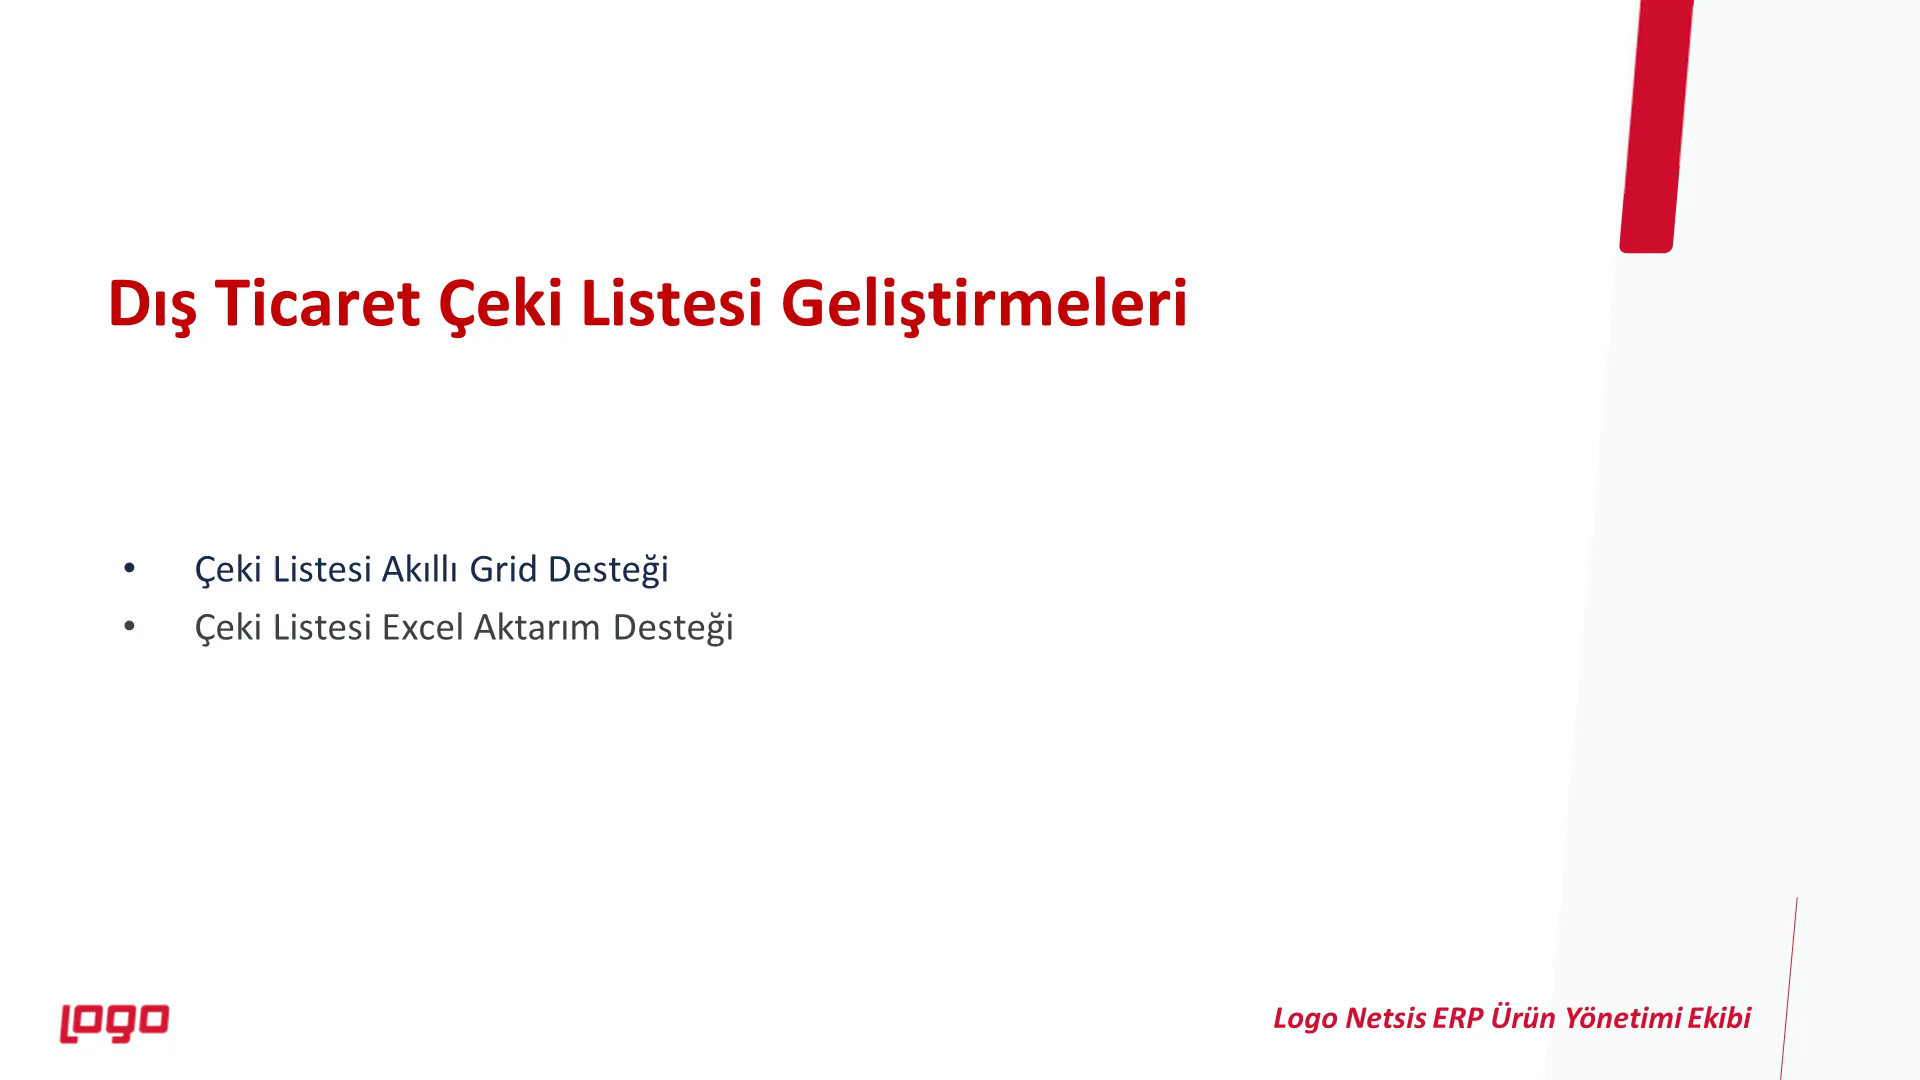 Dış Ticaret Çeki Listesi Geliştirmeleri
• Çeki Listesi Akıllı Grid Desteği
• Çeki Listesi Excel Aktarım Desteği
LOGO
Logo Netsis ERP Ürün Yönetimi Ekibi